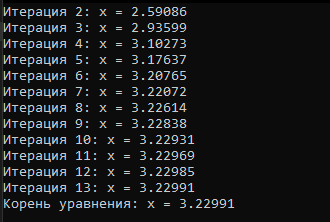 Итерация 2: x = 2.59086
Итерация 3: x = 2.93599
Итерация 4: x = 3.10273
Итерация 5: x = 3.17637
Итерация 6: x = 3.20765
Итерация 7: x = 3.22072
Итерация 8: x = 3.22614
Итерация 9: x = 3.22838
Итерация 10: x = 3.22931
Итерация 11: x = 3.22969
Итерация 12: x = 3.22985
Итерация 13: x = 3.22991
Корень уравнения: x = 3.22991